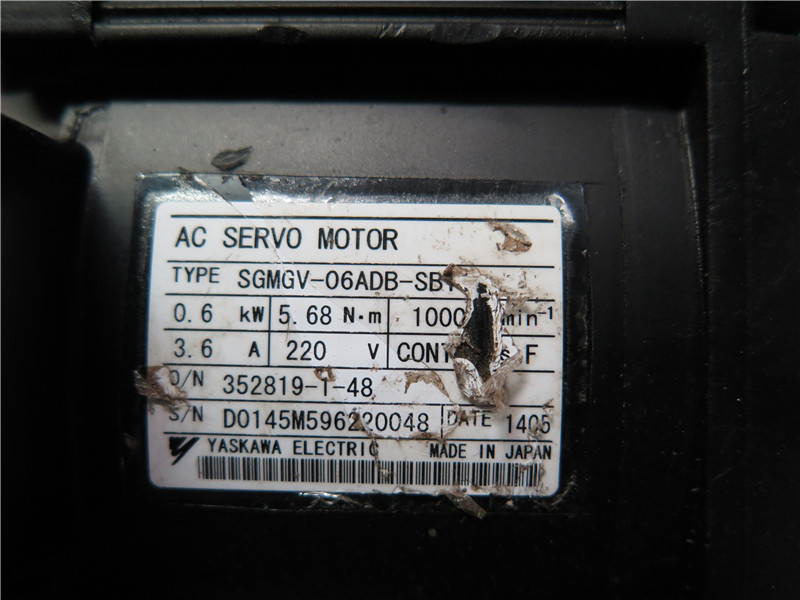 AC SERVO MOTOR
TYPE SGMGV-06ADB-SB1
0.6 kW 5.68 N·m 1000 min⁻¹
3.6 A 220 V CONT F
O/N 352819-1-48
S/N D0145M596220048 DATE 1405
YASKAWA ELECTRIC MADE IN JAPAN